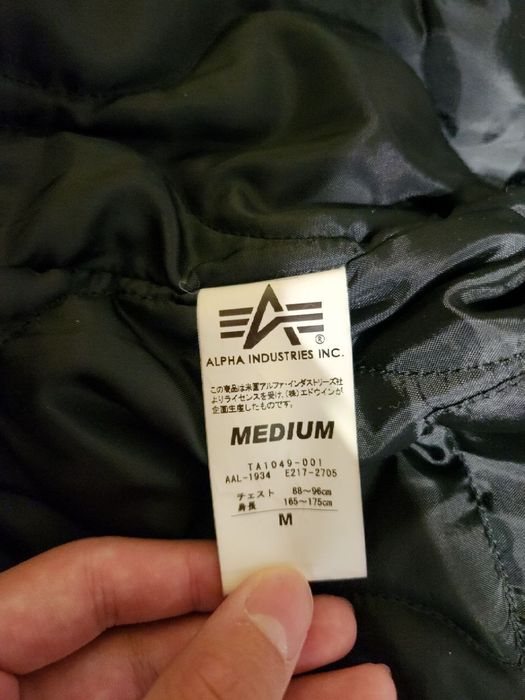 ®
ALPHA INDUSTRIES INC.
この商品は米国アルファ・インダストリーズ社
よりライセンスを受け、(株)エドウインが
企画生産したものです。
MEDIUM
TA1049-001
AAL-1934 E217-2705
チェスト 88〜96cm
身長 165〜175cm
M